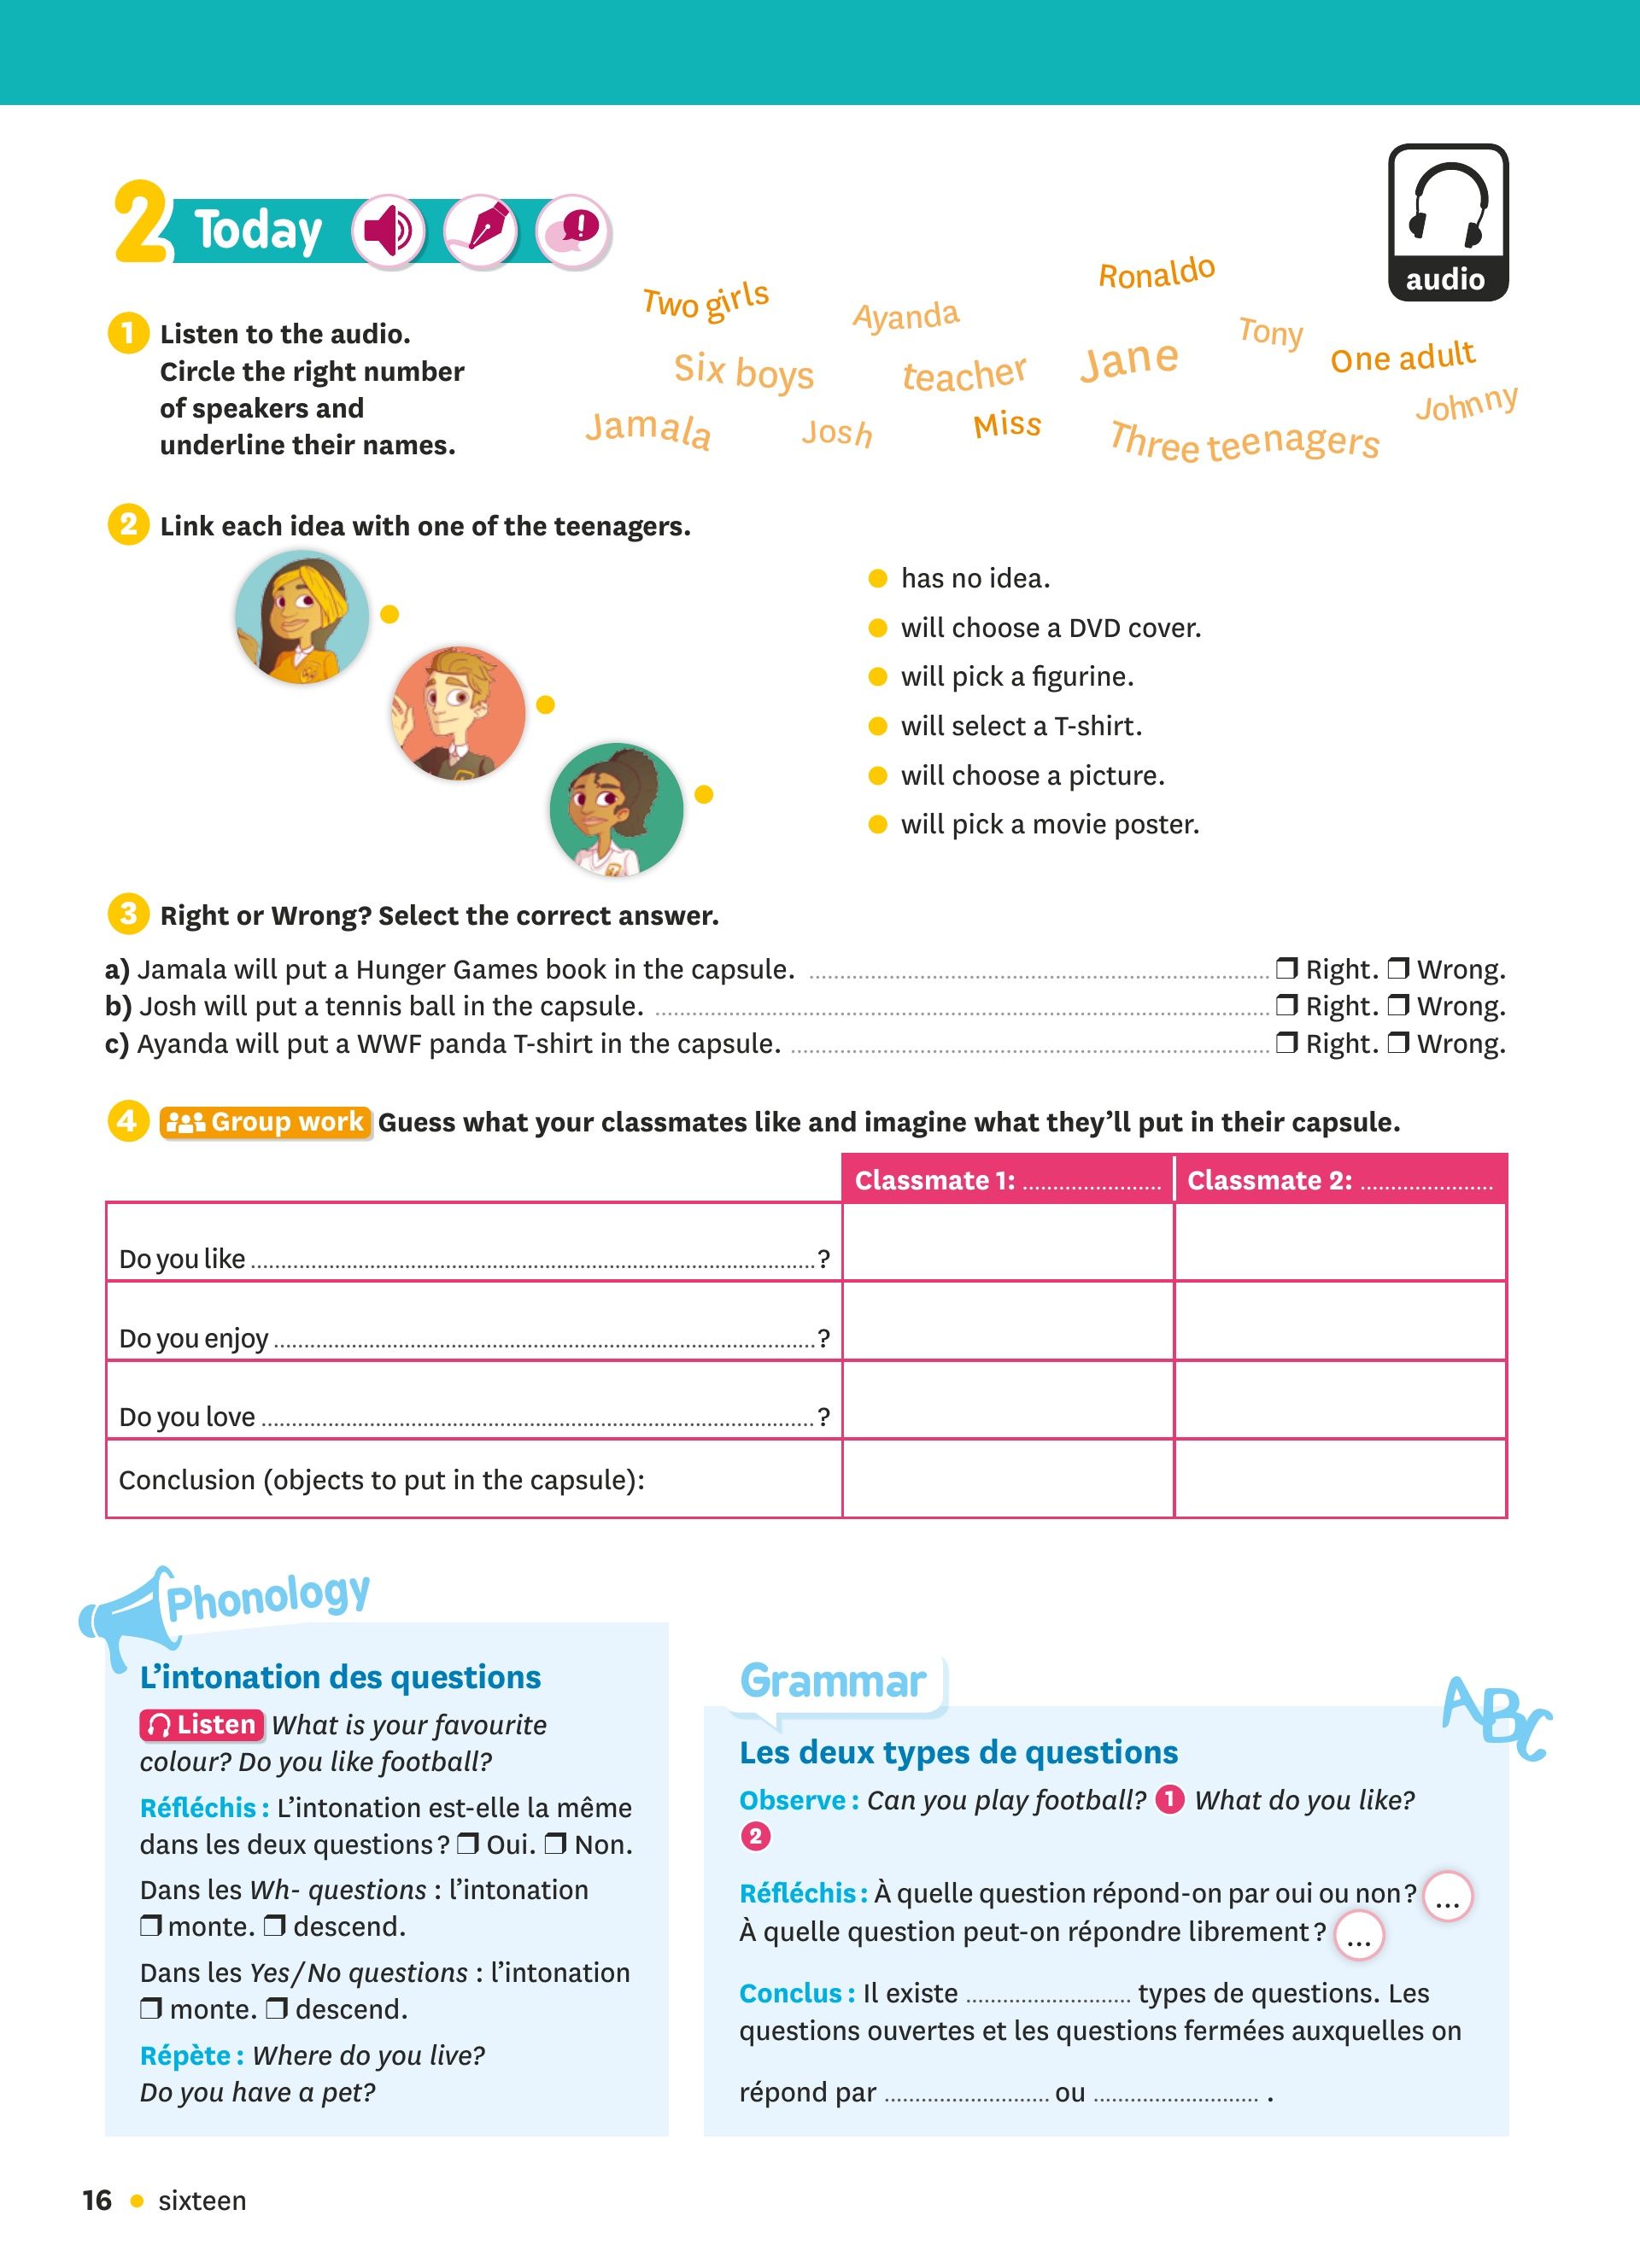 2 Today
audio
1 Listen to the audio.
Circle the right number
of speakers and
underline their names.
Two girls
Ayanda
Ronaldo
Tony
One adult
Six boys
teacher
Jane
Johnny
Jamala
Josh
Miss
Three teenagers
2 Link each idea with one of the teenagers.
has no idea.
will choose a DVD cover.
will pick a figurine.
will select a T-shirt.
will choose a picture.
will pick a movie poster.
3 Right or Wrong? Select the correct answer.
a) Jamala will put a Hunger Games book in the capsule. ........ ❒ Right. ❒ Wrong.
b) Josh will put a tennis ball in the capsule. ........ ❒ Right. ❒ Wrong.
c) Ayanda will put a WWF panda T-shirt in the capsule. ........ ❒ Right. ❒ Wrong.
4 Group work Guess what your classmates like and imagine what they'll put in their capsule.
Classmate 1: ........ Classmate 2: ........
Do you like ........?
Do you enjoy ........?
Do you love ........?
Conclusion (objects to put in the capsule):
Phonology
L'intonation des questions
Listen What is your favourite
colour? Do you like football?
Réfléchis : L'intonation est-elle la même
dans les deux questions ? ❒ Oui. ❒ Non.
Dans les Wh- questions : l'intonation
❒ monte. ❒ descend.
Dans les Yes/No questions : l'intonation
❒ monte. ❒ descend.
Répète : Where do you live?
Do you have a pet?
Grammar
ABC
Les deux types de questions
Observe : Can you play football? 1 What do you like?
2
Réfléchis : À quelle question répond-on par oui ou non ? ...
À quelle question peut-on répondre librement ? ...
Conclus : Il existe ........ types de questions. Les
questions ouvertes et les questions fermées auxquelles on
répond par ........ ou ........ .
16 • sixteen